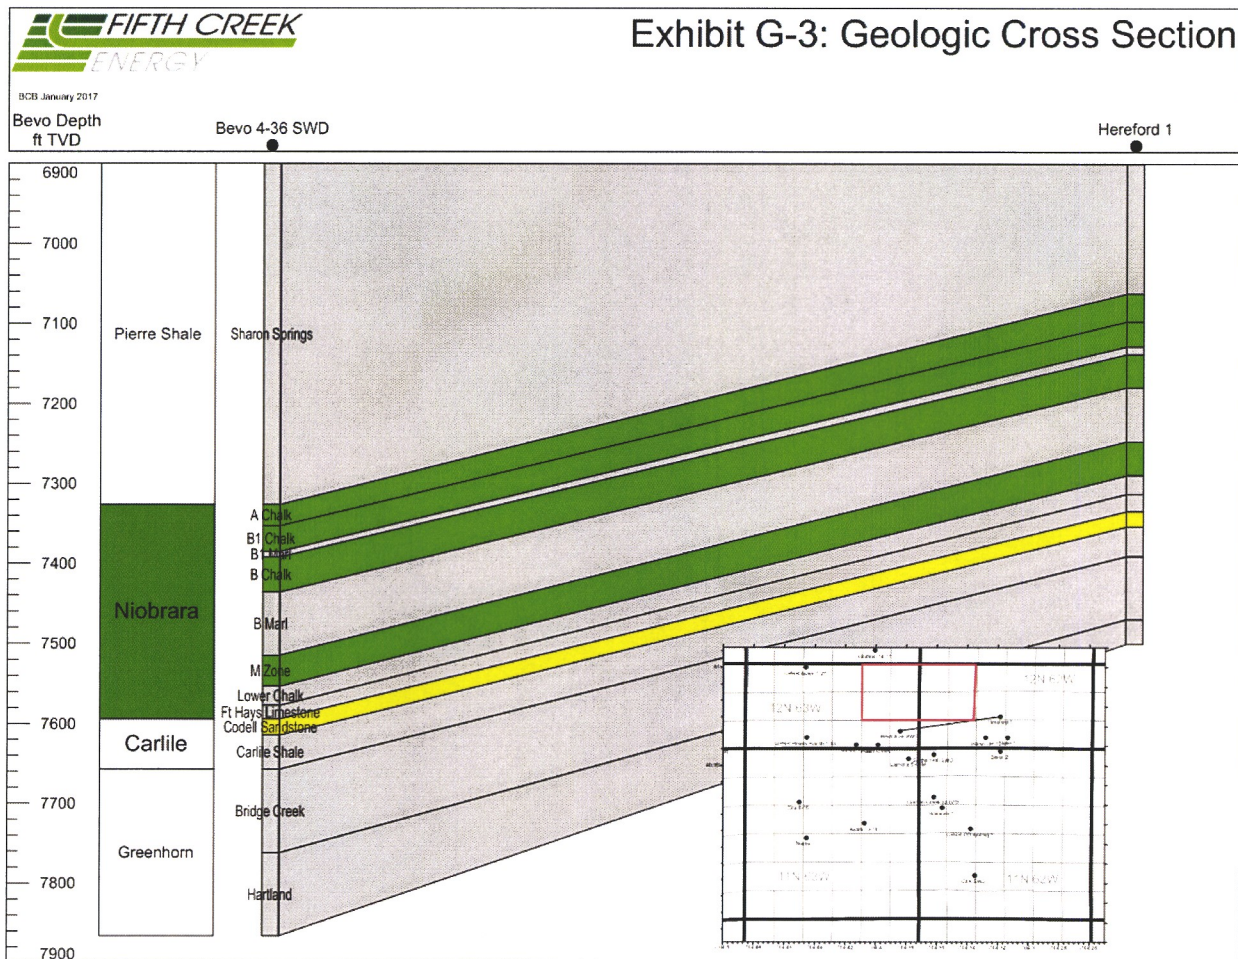 FIFTH CREEK
ENERGY
Exhibit G-3: Geologic Cross Section
BCB January 2017
Bevo Depth
ft TVD
Bevo 4-36 SWD
Hereford 1
6900
7000
7100
7200
7300
7400
7500
7600
7700
7800
7900
Pierre Shale
Niobrara
Carlile
Greenhorn
Sharon Springs
A Chalk
B1 Chalk
B1 Marl
B Chalk
B Marl
M Zone
Lower Chalk
Ft Hays Limestone
Codell Sandstone
Carlile Shale
Bridge Creek
Hartland
12N 63W
12N 62W
11N 63W
11N 62W